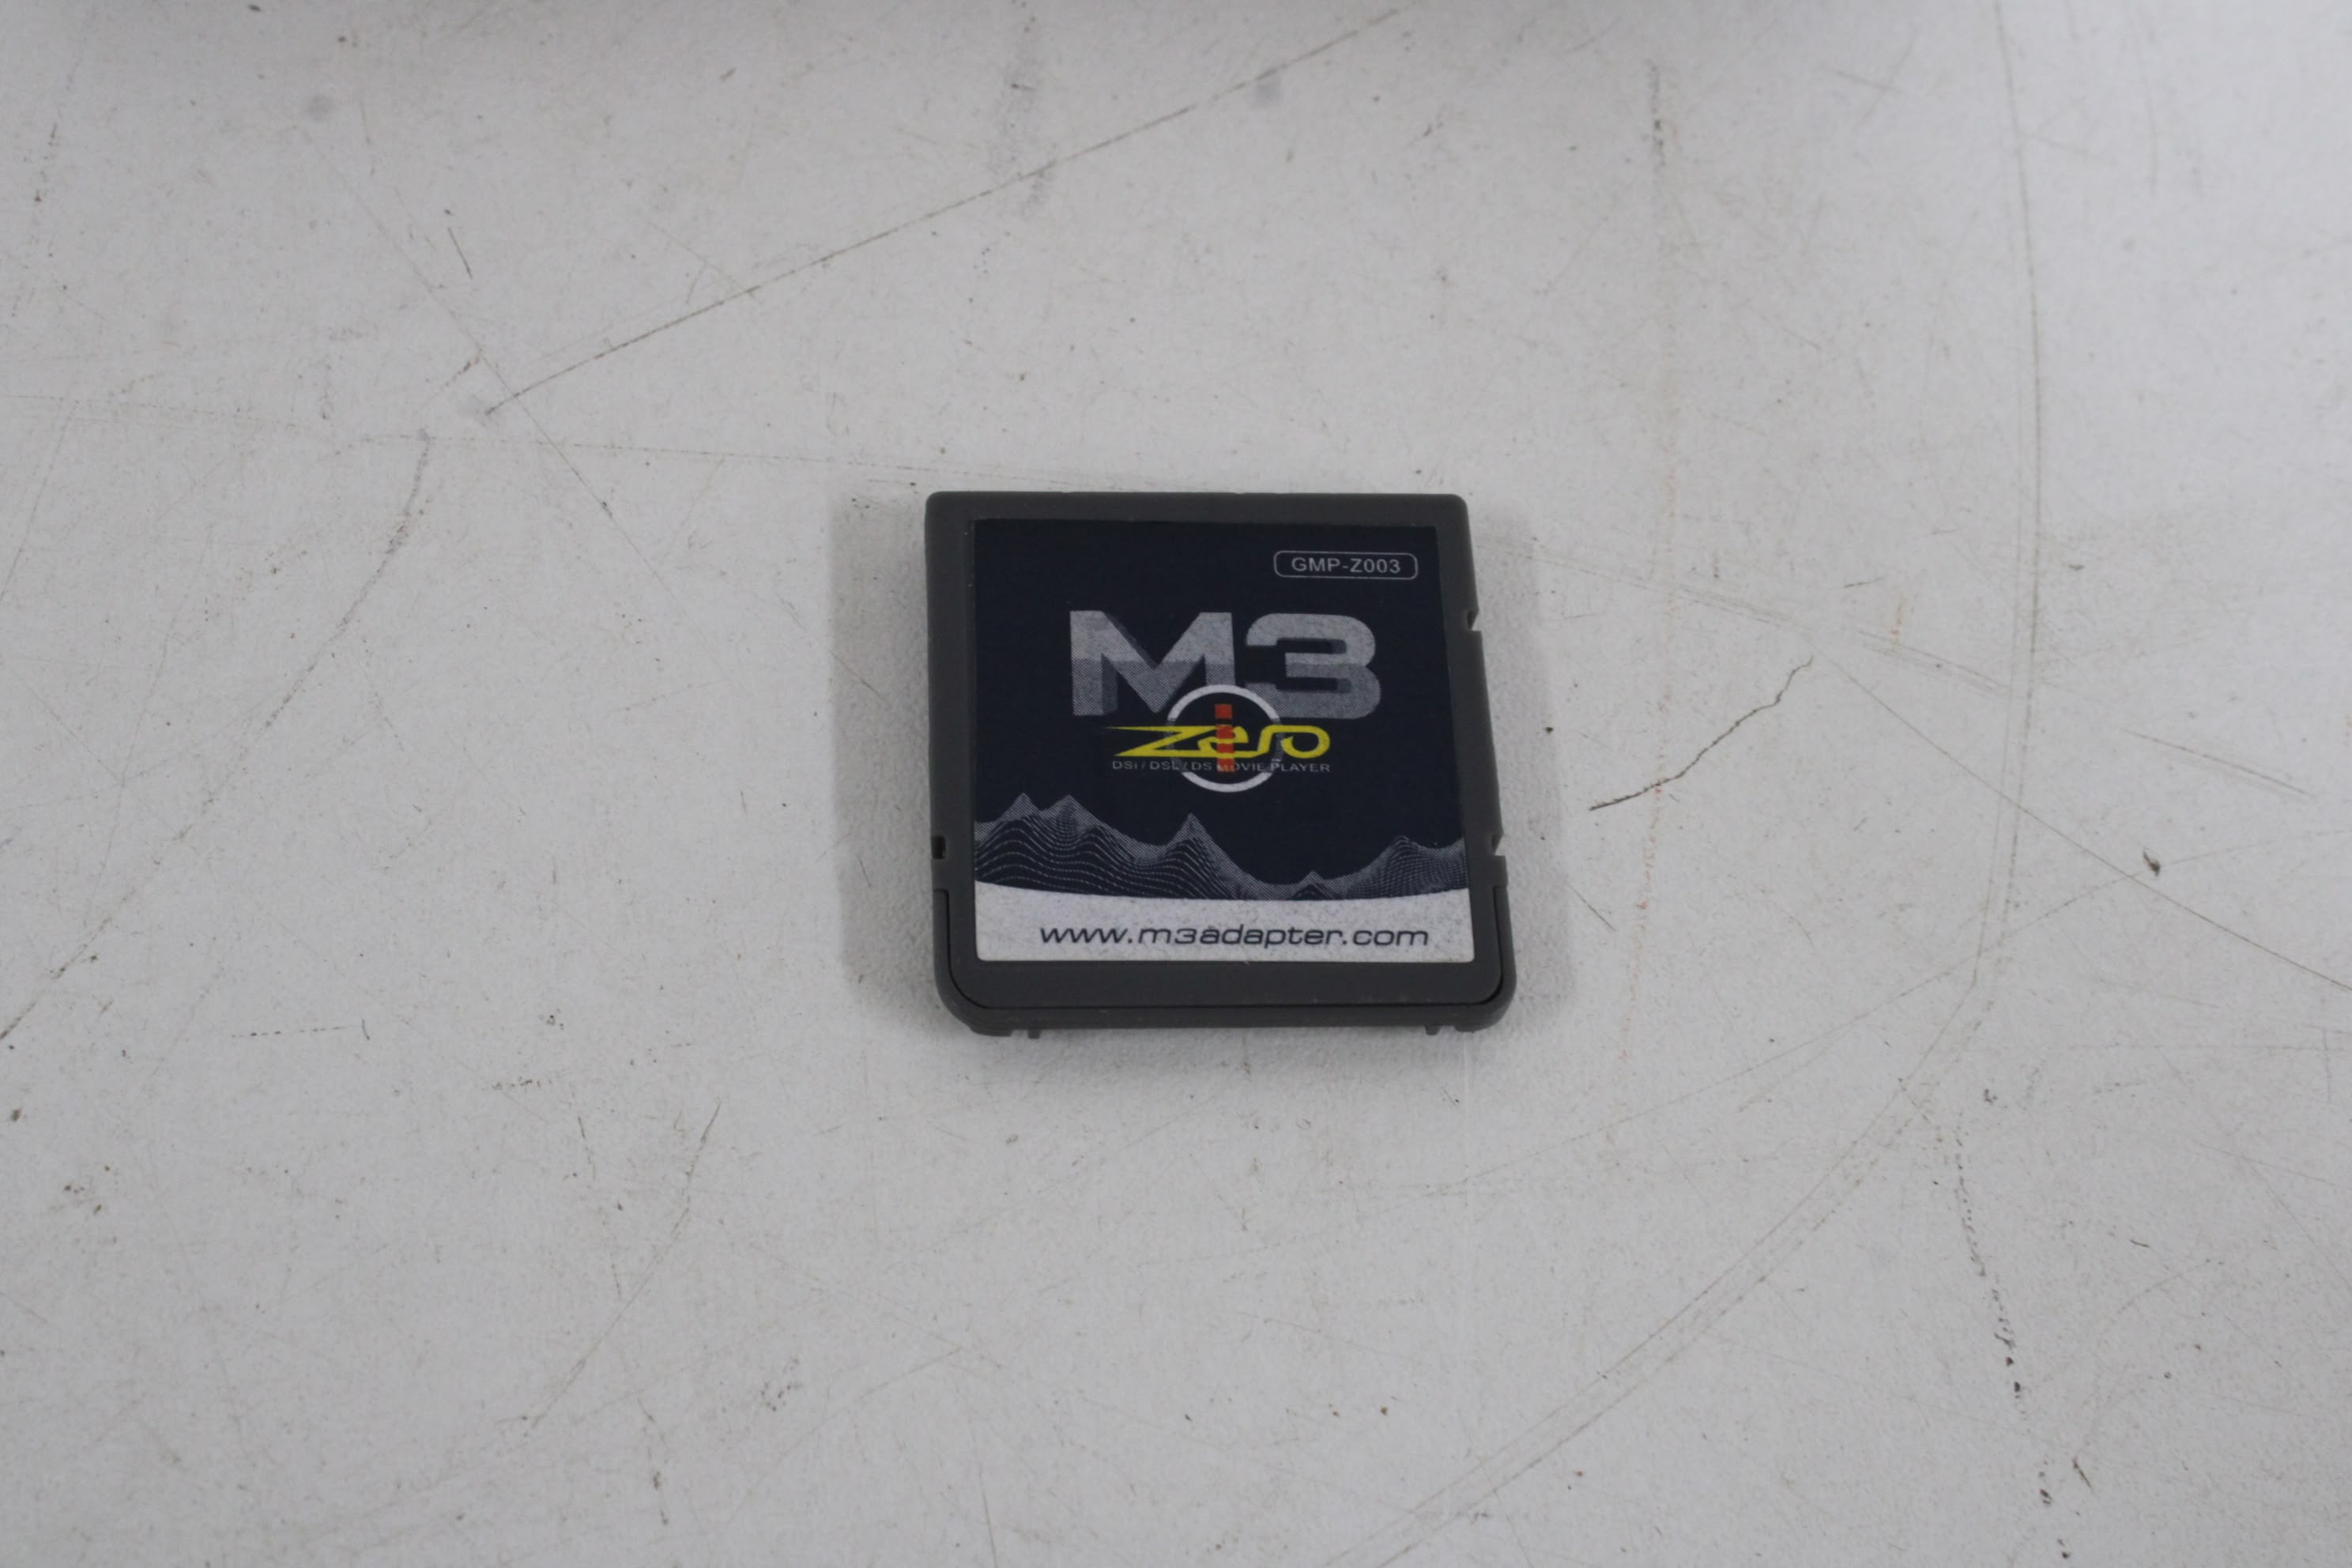 GMP-Z003
M3
i
Zero
DSi / DSL / DS MOVIE PLAYER
www.m3adapter.com